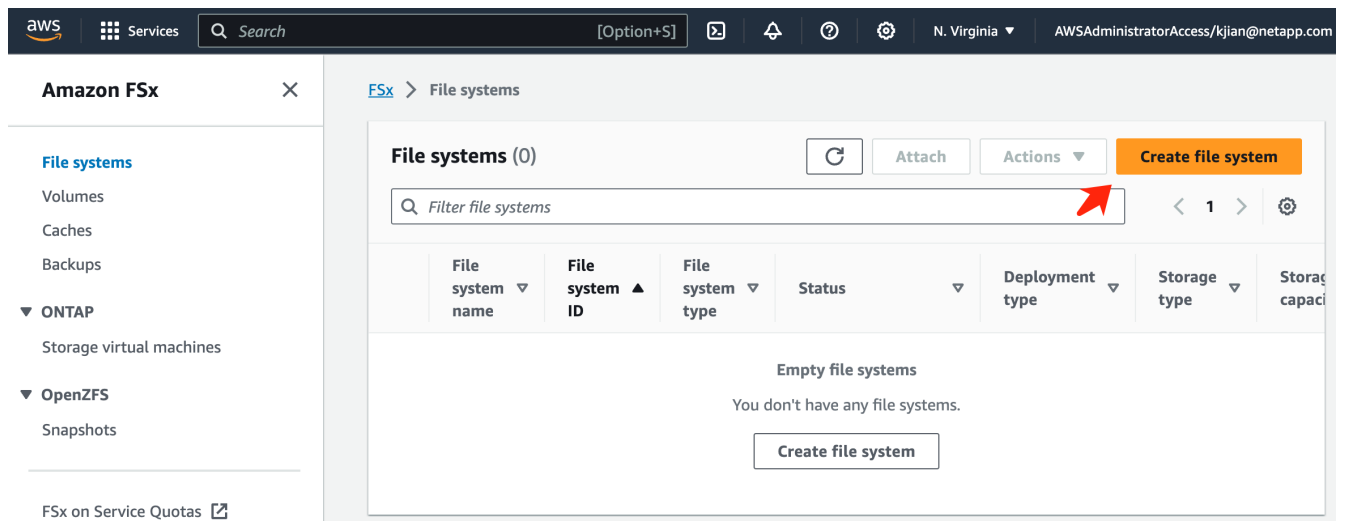 aws
Services
Search
[Option+S]
N. Virginia
AWSAdministratorAccess/kjian@netapp.com
Amazon FSx
File systems
Volumes
Caches
Backups
ONTAP
Storage virtual machines
OpenZFS
Snapshots
FSx on Service Quotas
FSx > File systems
File systems (0)
Attach
Actions
Create file system
Filter file systems
1
File
system
name
File
system
ID
File
system
type
Status
Deployment
type
Storage
type
Storag
capaci
Empty file systems
You don't have any file systems.
Create file system